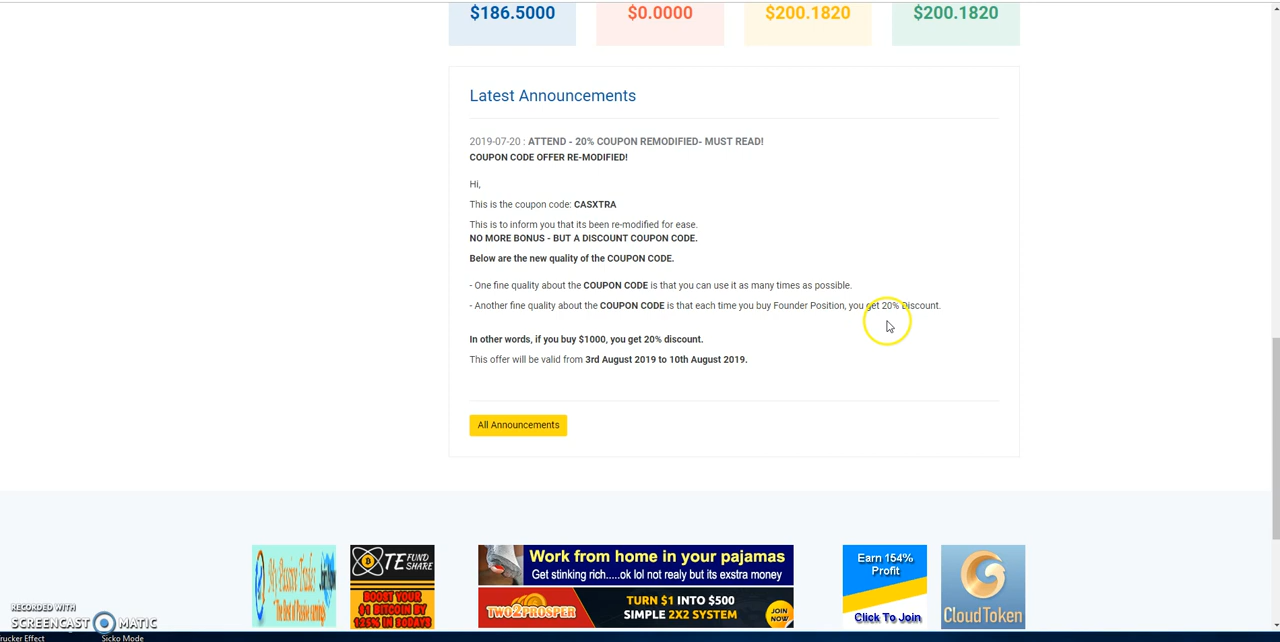 $186.5000
$0.0000
$200.1820
$200.1820
Latest Announcements
2019-07-20 : ATTEND - 20% COUPON REMODIFIED- MUST READ!
COUPON CODE OFFER RE-MODIFIED!
Hi,
This is the coupon code: CASXTRA
This is to inform you that its been re-modified for ease.
NO MORE BONUS - BUT A DISCOUNT COUPON CODE.
Below are the new quality of the COUPON CODE.
- One fine quality about the COUPON CODE is that you can use it as many times as possible.
- Another fine quality about the COUPON CODE is that each time you buy Founder Position, you get 20% Discount.
In other words, if you buy $1000, you get 20% discount.
This offer will be valid from 3rd August 2019 to 10th August 2019.
All Announcements
TE FUND
SHARE
BOOST YOUR
$1 BITCOIN BY
125% IN 80DAYS
Work from home in your pajamas
Get stinking rich.....ok lol not realy but its exstra money
TWO2PROSPER
TURN $1 INTO $500
SIMPLE 2X2 SYSTEM
JOIN
NOW
Earn 154%
Profit
Click To Join
CloudToken
RECORDED WITH
SCREENCAST MATIC
rucker Effect
Sicko Mode